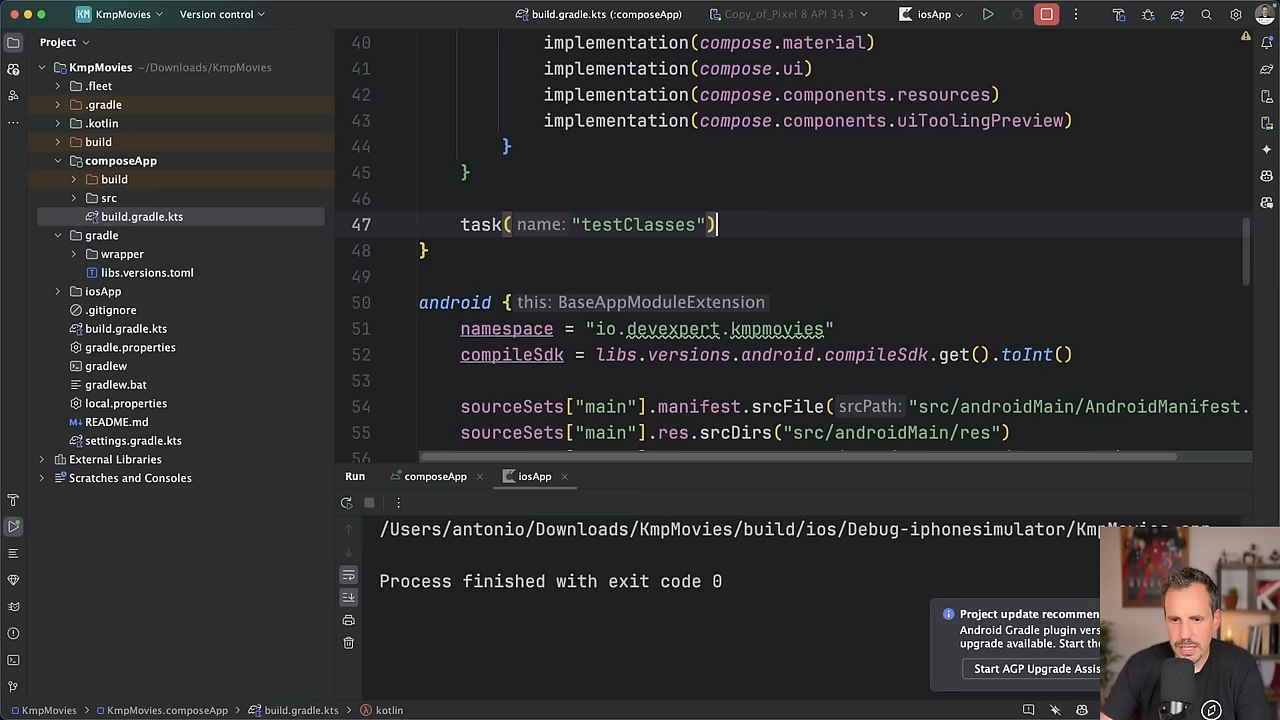 KM KmpMovies
Version control
build.gradle.kts (:composeApp)
Copy_of_Pixel 8 API 34 3
iosApp
Project
KmpMovies ~/Downloads/KmpMovies
.fleet
.gradle
.kotlin
build
composeApp
build
src
build.gradle.kts
gradle
wrapper
libs.versions.toml
iosApp
.gitignore
build.gradle.kts
gradle.properties
gradlew
gradlew.bat
local.properties
README.md
settings.gradle.kts
External Libraries
Scratches and Consoles
40 implementation(compose.material)
41 implementation(compose.ui)
42 implementation(compose.components.resources)
43 implementation(compose.components.uiToolingPreview)
44 }
45 }
46
47 task( name: "testClasses")
48 }
49
50 android { this: BaseAppModuleExtension
51 namespace = "io.devexpert.kmpmovies"
52 compileSdk = libs.versions.android.compileSdk.get().toInt()
53
54 sourceSets["main"].manifest.srcFile( srcPath: "src/androidMain/AndroidManifest.
55 sourceSets["main"].res.srcDirs("src/androidMain/res")
56
Run
composeApp
iosApp
/Users/antonio/Downloads/KmpMovies/build/ios/Debug-iphonesimulator/KmpMovies.app
Process finished with exit code 0
Project update recommen
Android Gradle plugin vers
upgrade available. Start the
Start AGP Upgrade Assis
KmpMovies
KmpMovies.composeApp
build.gradle.kts
kotlin